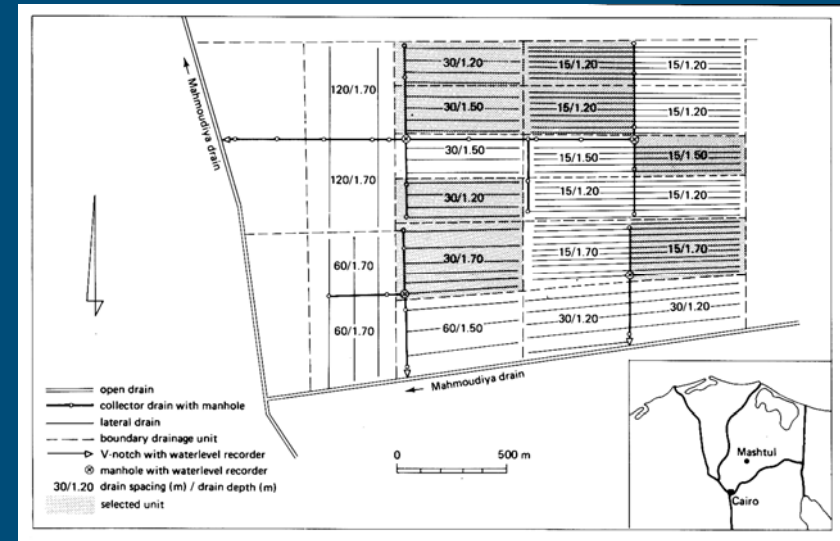 Mahmoudiya drain
120/1.70
30/1.20
15/1.20
15/1.20
30/1.50
15/1.20
15/1.20
30/1.50
15/1.50
15/1.50
120/1.70
30/1.20
15/1.20
15/1.20
60/1.70
30/1.70
15/1.70
15/1.70
60/1.70
60/1.50
30/1.20
30/1.20
Mahmoudiya drain
open drain
collector drain with manhole
lateral drain
boundary drainage unit
V-notch with waterlevel recorder
manhole with waterlevel recorder
30/1.20 drain spacing (m) / drain depth (m)
selected unit
0 500 m
Mashtul
Cairo